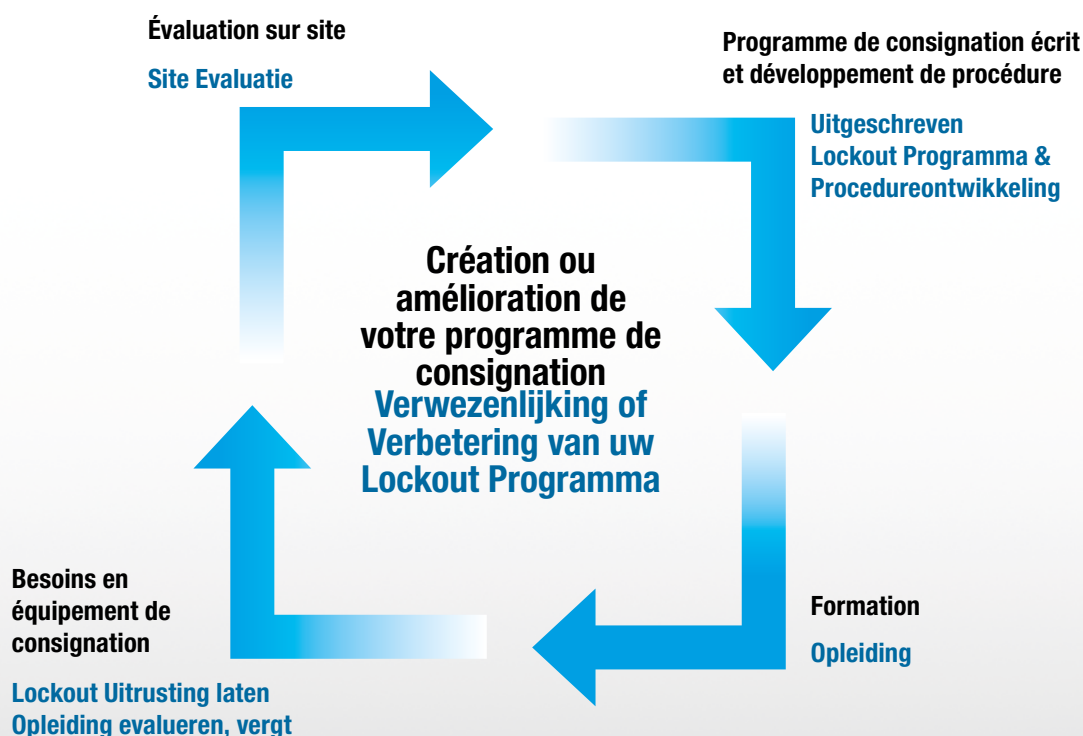 Évaluation sur site
Site Evaluatie
Programme de consignation écrit
et développement de procédure
Uitgeschreven
Lockout Programma &
Procedureontwikkeling
Création ou
amélioration de
votre programme de
consignation
Verwezenlijking of
Verbetering van uw
Lockout Programma
Besoins en
équipement de
consignation
Lockout Uitrusting laten
Opleiding evalueren, vergt
Formation
Opleiding